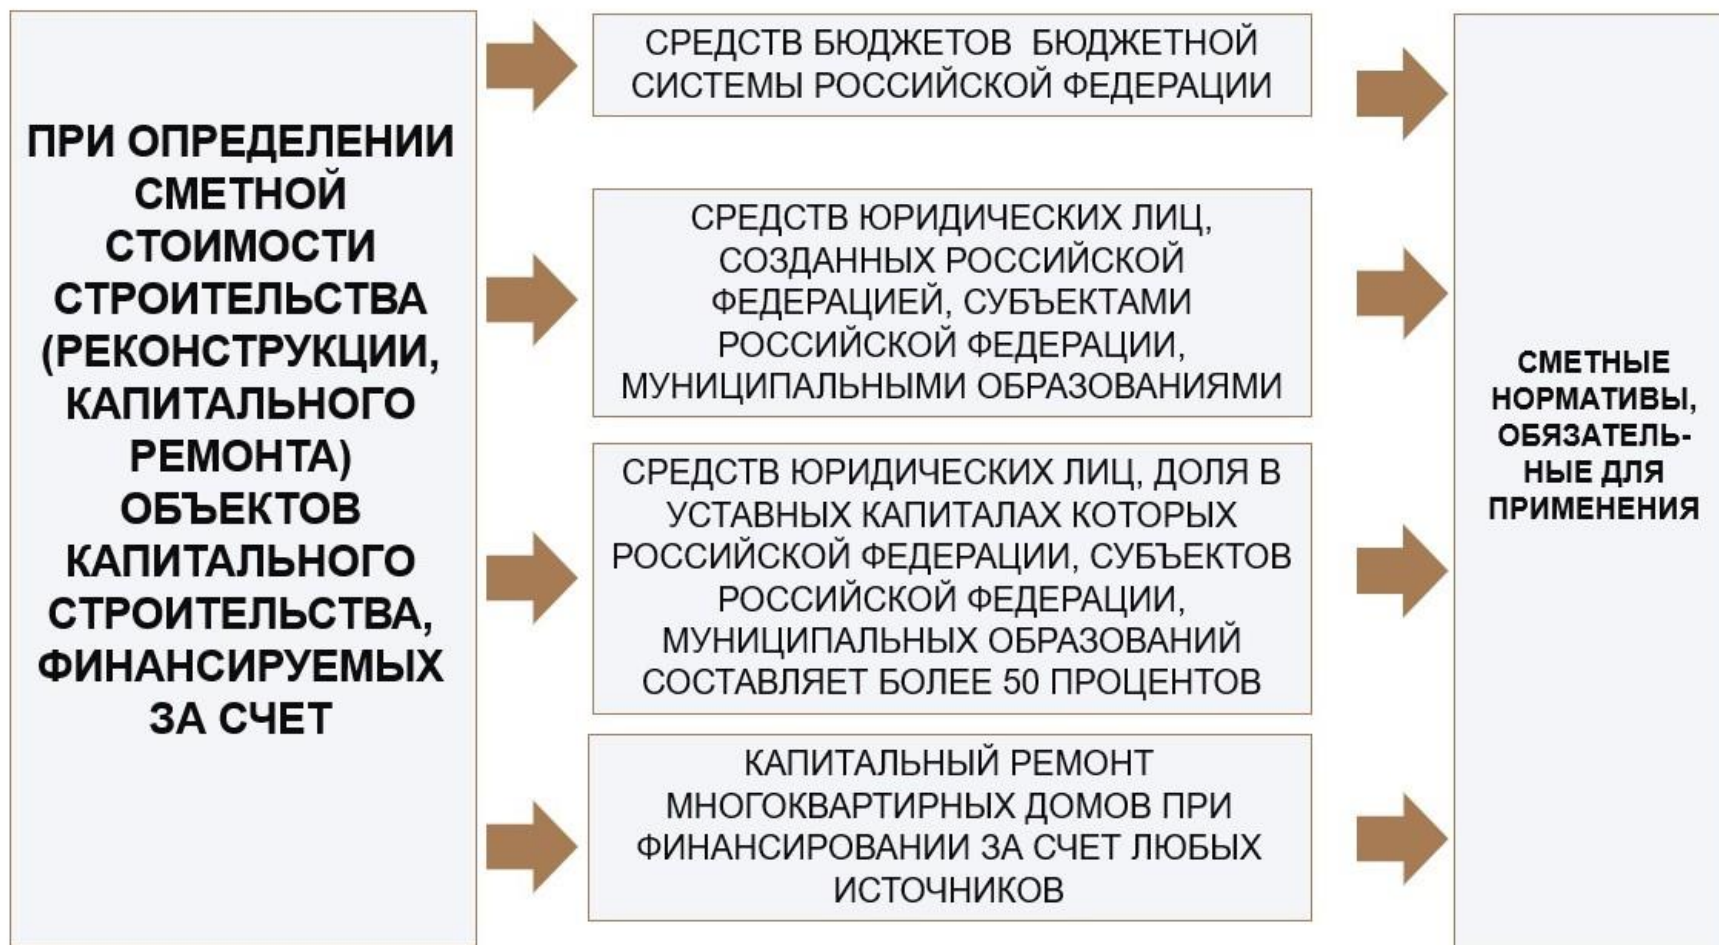 ПРИ ОПРЕДЕЛЕНИИ
СМЕТНОЙ
СТОИМОСТИ
СТРОИТЕЛЬСТВА
(РЕКОНСТРУКЦИИ,
КАПИТАЛЬНОГО
РЕМОНТА)
ОБЪЕКТОВ
КАПИТАЛЬНОГО
СТРОИТЕЛЬСТВА,
ФИНАНСИРУЕМЫХ
ЗА СЧЕТ
СРЕДСТВ БЮДЖЕТОВ БЮДЖЕТНОЙ
СИСТЕМЫ РОССИЙСКОЙ ФЕДЕРАЦИИ
СРЕДСТВ ЮРИДИЧЕСКИХ ЛИЦ,
СОЗДАННЫХ РОССИЙСКОЙ
ФЕДЕРАЦИЕЙ, СУБЪЕКТАМИ
РОССИЙСКОЙ ФЕДЕРАЦИИ,
МУНИЦИПАЛЬНЫМИ ОБРАЗОВАНИЯМИ
СРЕДСТВ ЮРИДИЧЕСКИХ ЛИЦ, ДОЛЯ В
УСТАВНЫХ КАПИТАЛАХ КОТОРЫХ
РОССИЙСКОЙ ФЕДЕРАЦИИ, СУБЪЕКТОВ
РОССИЙСКОЙ ФЕДЕРАЦИИ,
МУНИЦИПАЛЬНЫХ ОБРАЗОВАНИЙ
СОСТАВЛЯЕТ БОЛЕЕ 50 ПРОЦЕНТОВ
КАПИТАЛЬНЫЙ РЕМОНТ
МНОГОКВАРТИРНЫХ ДОМОВ ПРИ
ФИНАНСИРОВАНИИ ЗА СЧЕТ ЛЮБЫХ
ИСТОЧНИКОВ
СМЕТНЫЕ
НОРМАТИВЫ,
ОБЯЗАТЕЛЬ-
НЫЕ ДЛЯ
ПРИМЕНЕНИЯ